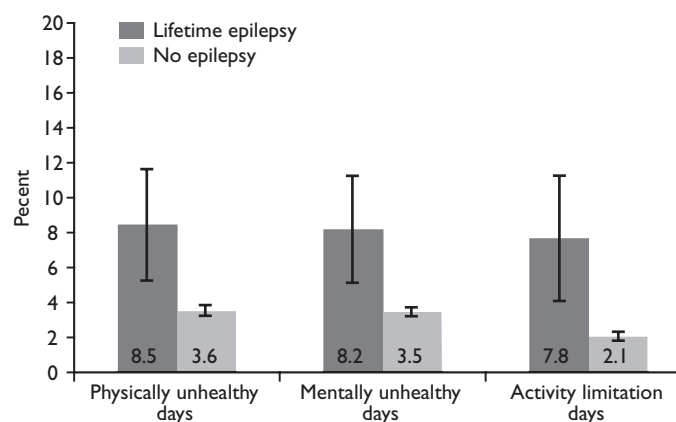 20
18
16
14
12
10
8
6
4
2
0
Pecent
Lifetime epilepsy
No epilepsy
8.5 3.6 8.2 3.5 7.8 2.1
Physically unhealthy days
Mentally unhealthy days
Activity limitation days